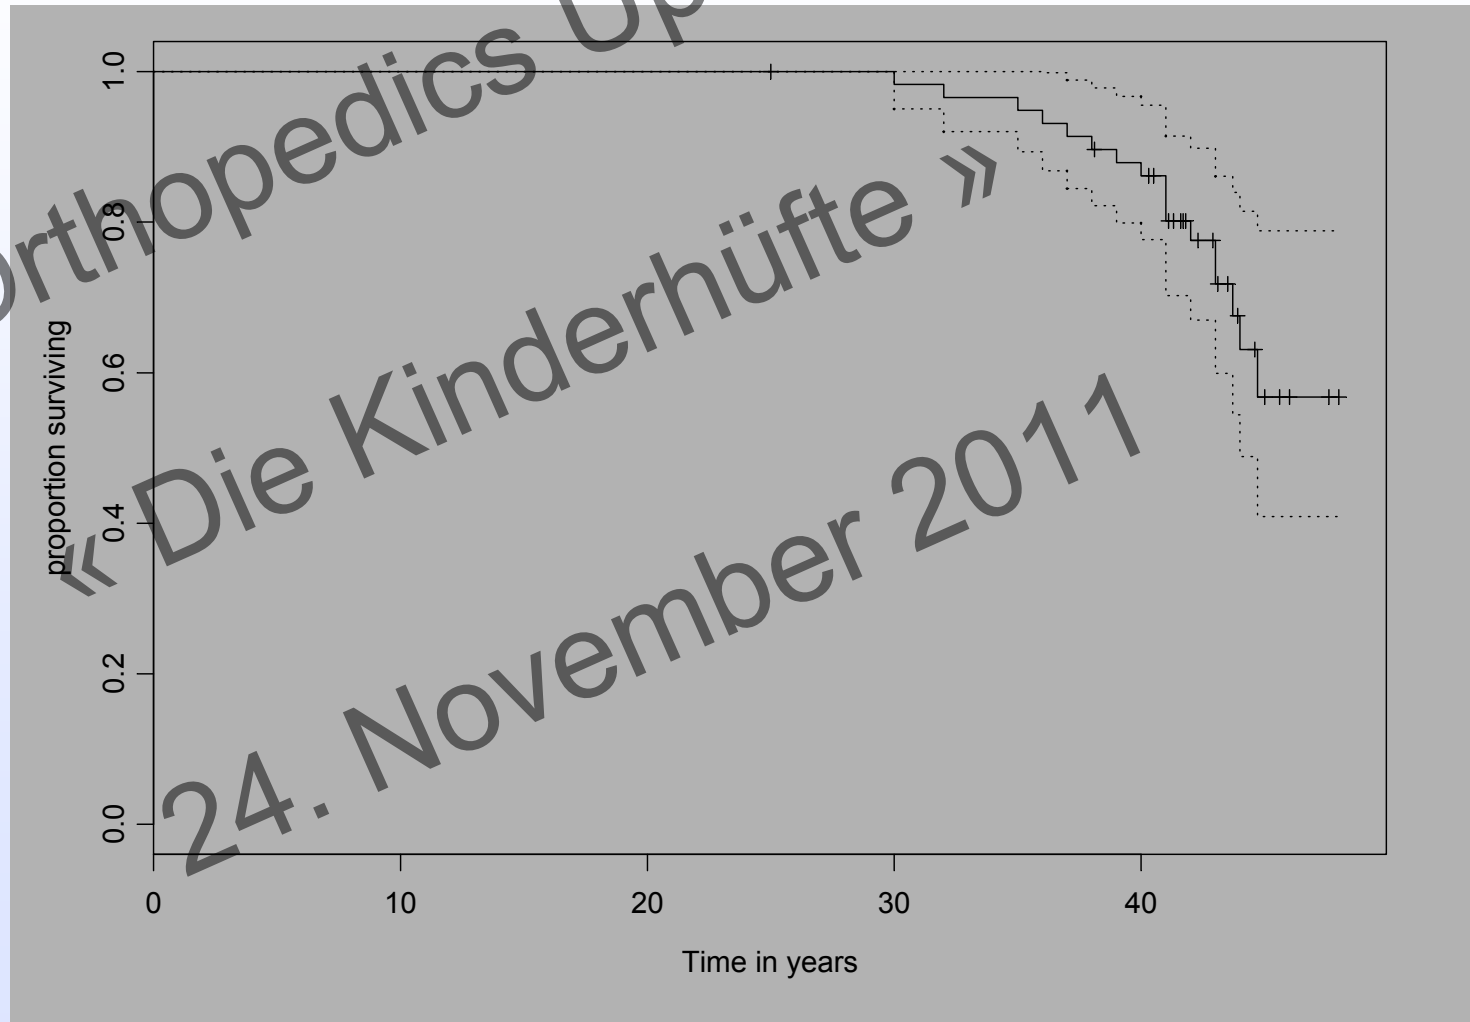 Orthopedics Up
« Die Kinderhüfte »
24. November 2011
proportion surviving
1.0
0.8
0.6
0.4
0.2
0.0
0 10 20 30 40
Time in years